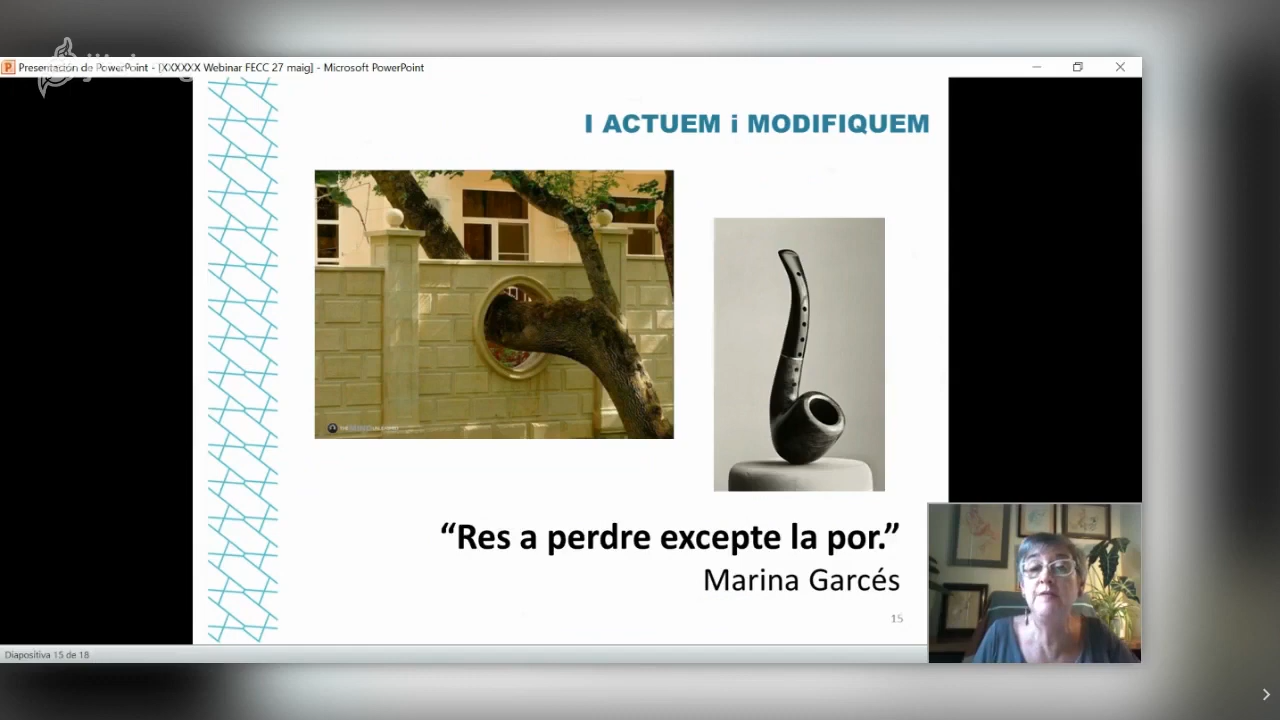 Presentación de PowerPoint - [XXXXXX Webinar FECC 27 maig] - Microsoft PowerPoint
I ACTUEM i MODIFIQUEM
“Res a perdre excepte la por.”
Marina Garcés
15
Diapositiva 15 de 18